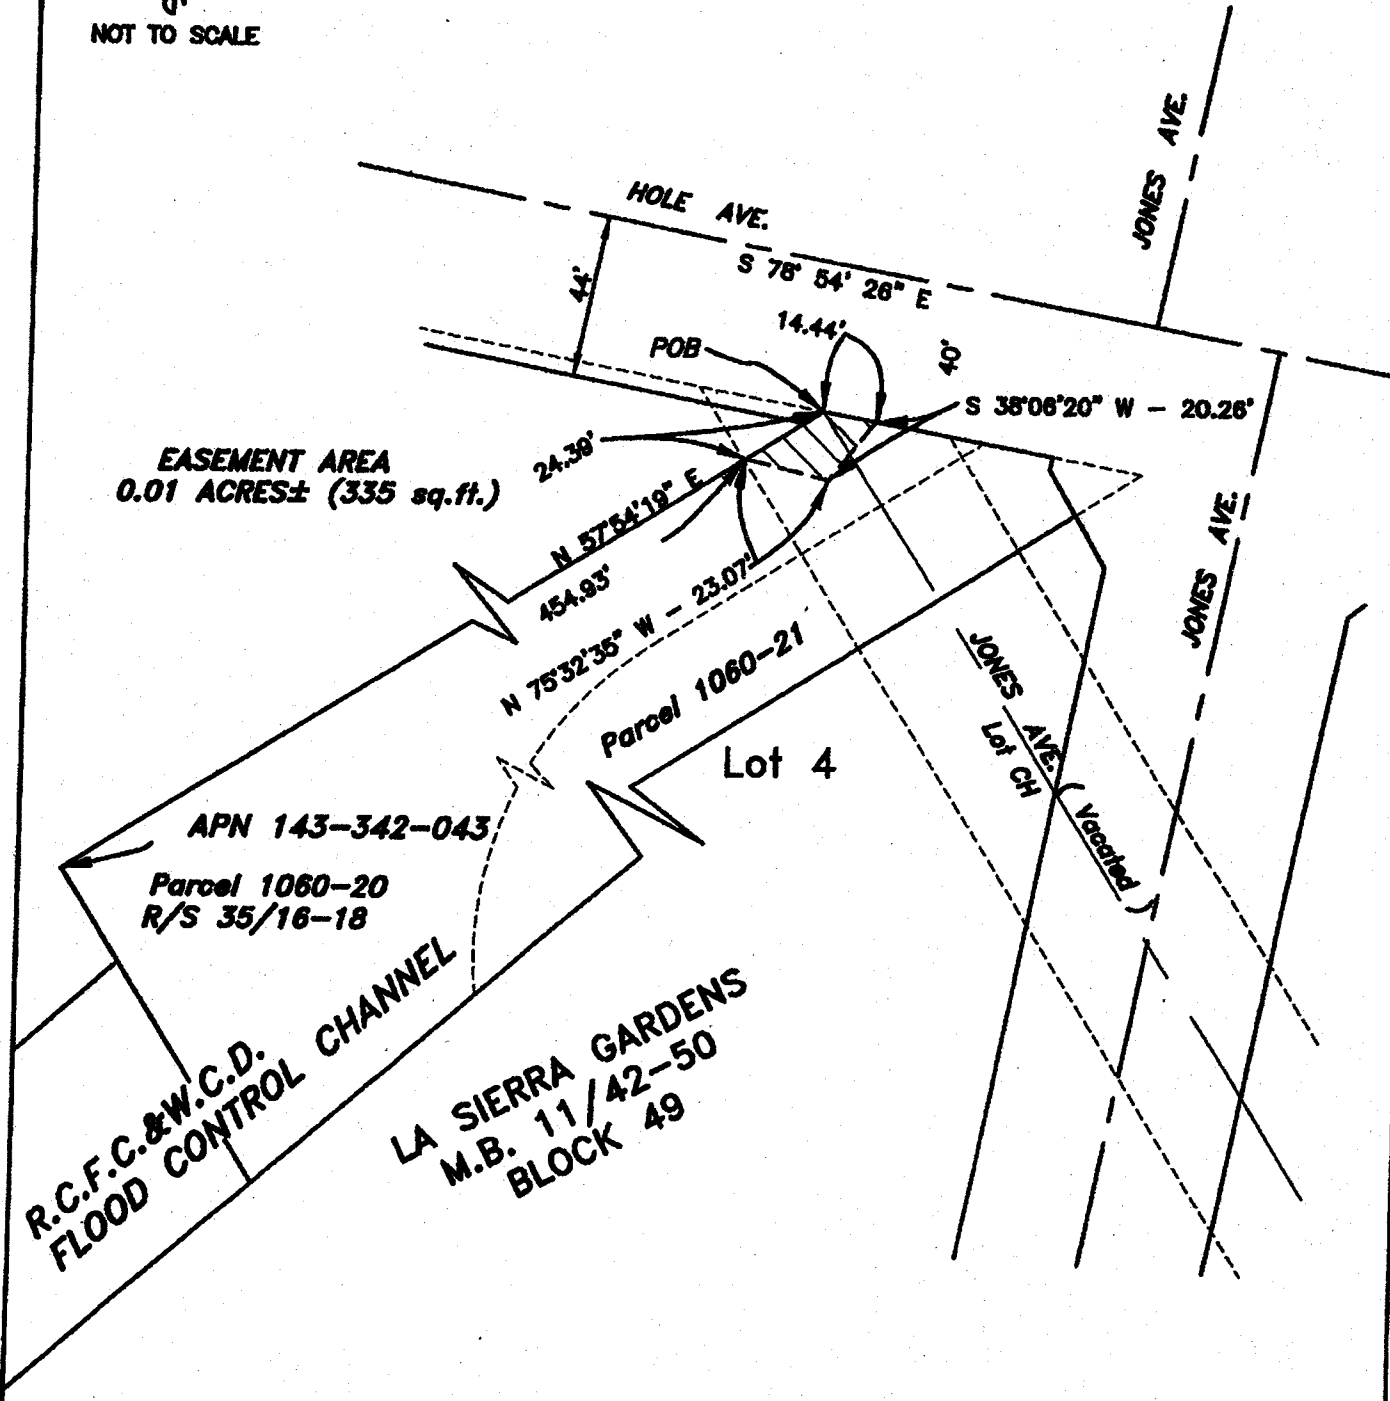 NOT TO SCALE
JONES AVE.
HOLE AVE.
S 78° 54' 26" E
44'
14.44'
POB
40'
S 38°06'20" W - 20.26'
EASEMENT AREA
0.01 ACRES± (335 sq.ft.)
24.39'
N 57°54'19" E
454.93'
N 75°32'35" W - 23.07'
JONES AVE.
Parcel 1060-21
JONES AVE. ( Vacated )
Lot CH
Lot 4
APN 143-342-043
Parcel 1060-20
R/S 35/16-18
R.C.F.C.&W.C.D.
FLOOD CONTROL CHANNEL
LA SIERRA GARDENS
M.B. 11/42-50
BLOCK 49